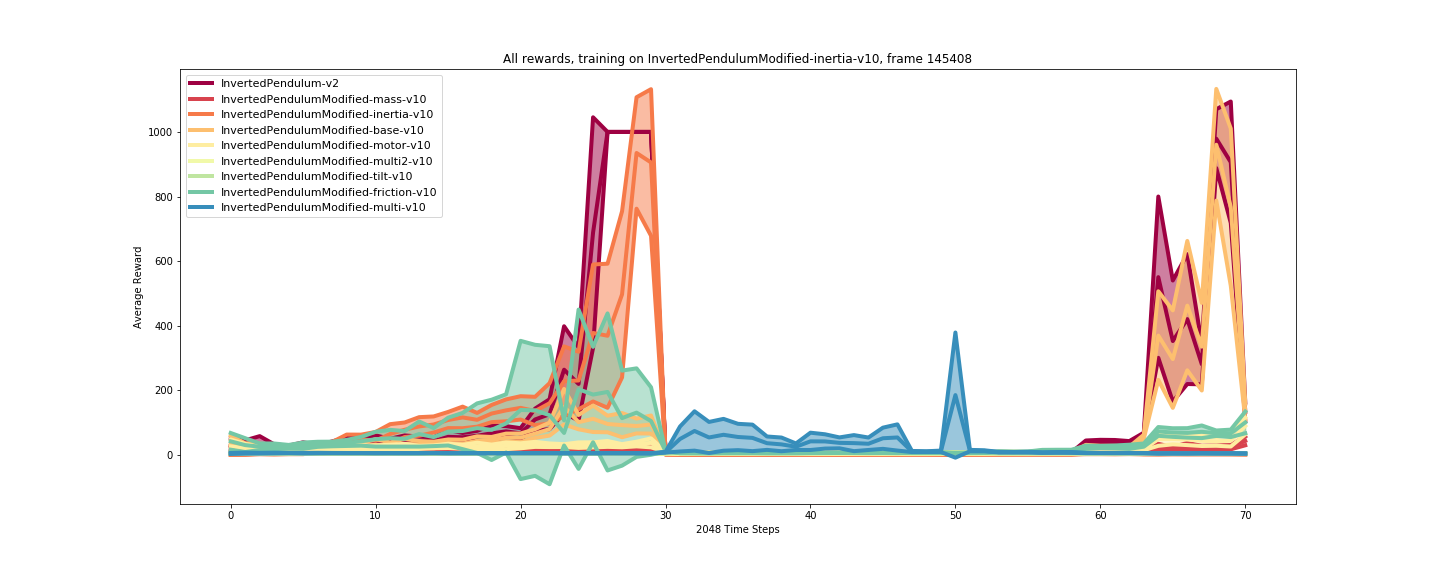 All rewards, training on InvertedPendulumModified-inertia-v10, frame 145408
InvertedPendulum-v2
InvertedPendulumModified-mass-v10
InvertedPendulumModified-inertia-v10
InvertedPendulumModified-base-v10
InvertedPendulumModified-motor-v10
InvertedPendulumModified-multi2-v10
InvertedPendulumModified-tilt-v10
InvertedPendulumModified-friction-v10
InvertedPendulumModified-multi-v10
Average Reward
1000
800
600
400
200
0
0 10 20 30 40 50 60 70
2048 Time Steps